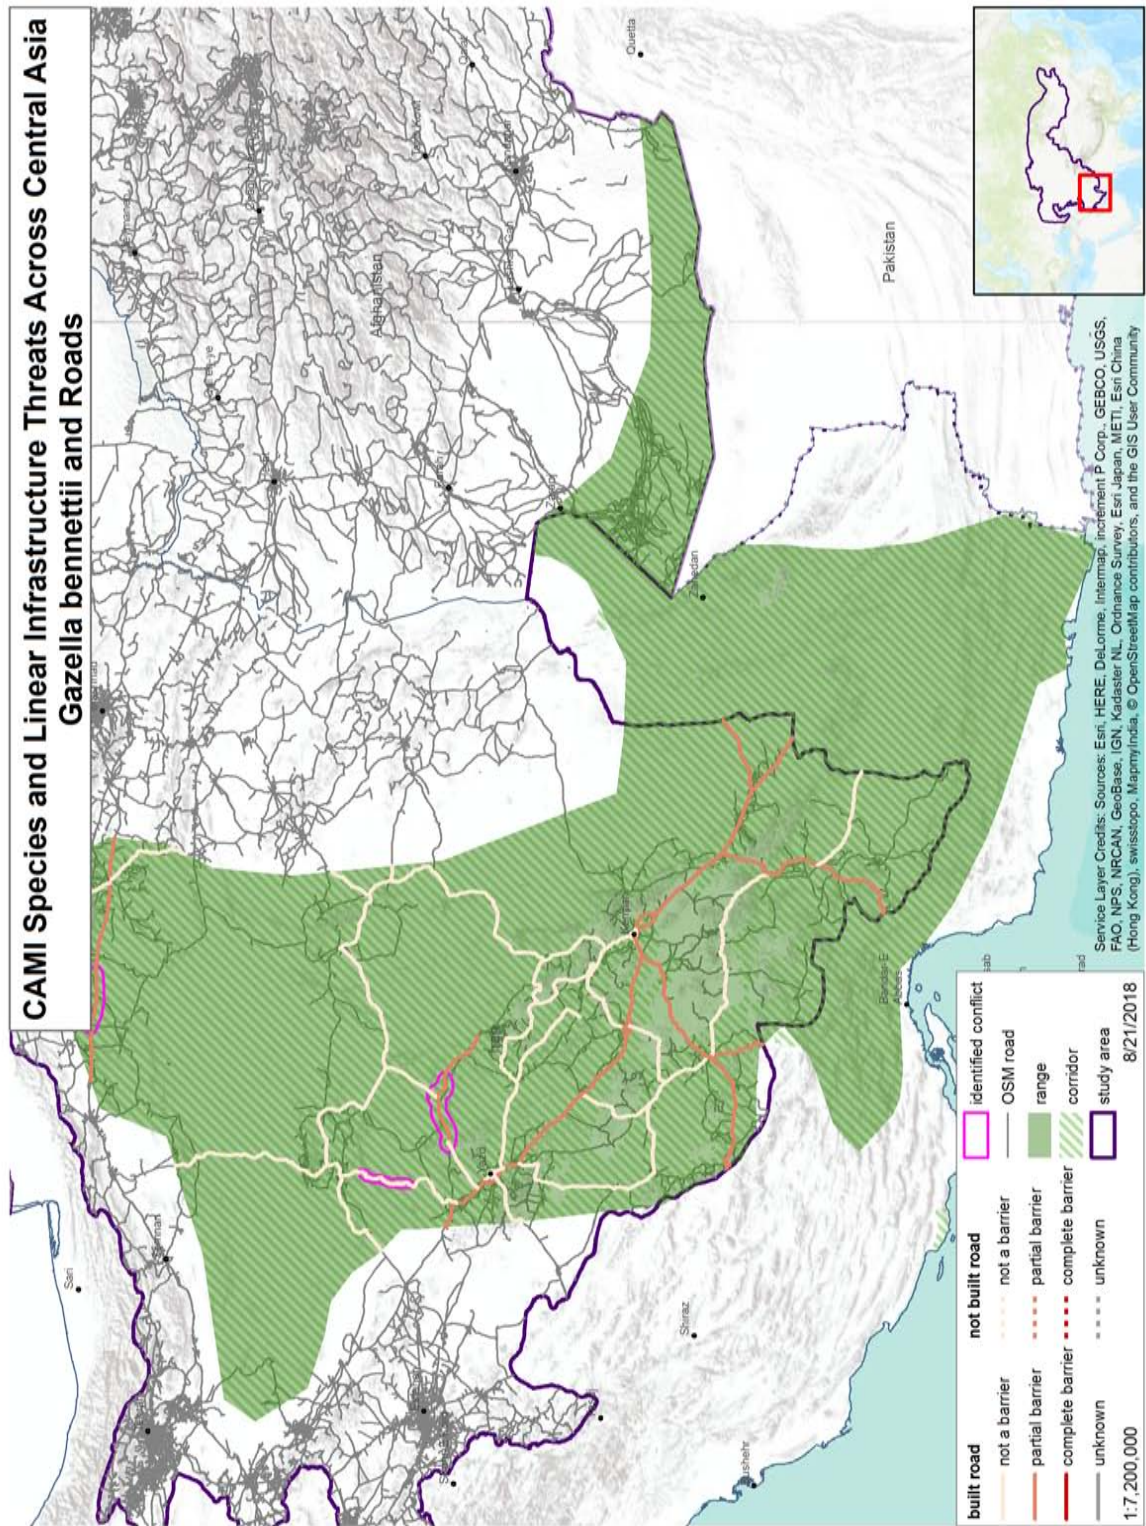 CAMI Species and Linear Infrastructure Threats Across Central Asia
Gazella bennettii and Roads
Quetta
Afghanistan
Pakistan
Sari
Shiraz
Bandar-E
Abbas
built road
not a barrier
partial barrier
complete barrier
unknown
not built road
not a barrier
partial barrier
complete barrier
unknown
identified conflict
OSM road
range
corridor
study area
1:7,200,000
8/21/2018
Service Layer Credits: Sources: Esri, HERE, DeLorme, Intermap, increment P Corp., GEBCO, USGS,
FAO, NPS, NRCAN, GeoBase, IGN, Kadaster NL, Ordnance Survey, Esri Japan, METI, Esri China
(Hong Kong), swisstopo, MapmyIndia, © OpenStreetMap contributors, and the GIS User Community